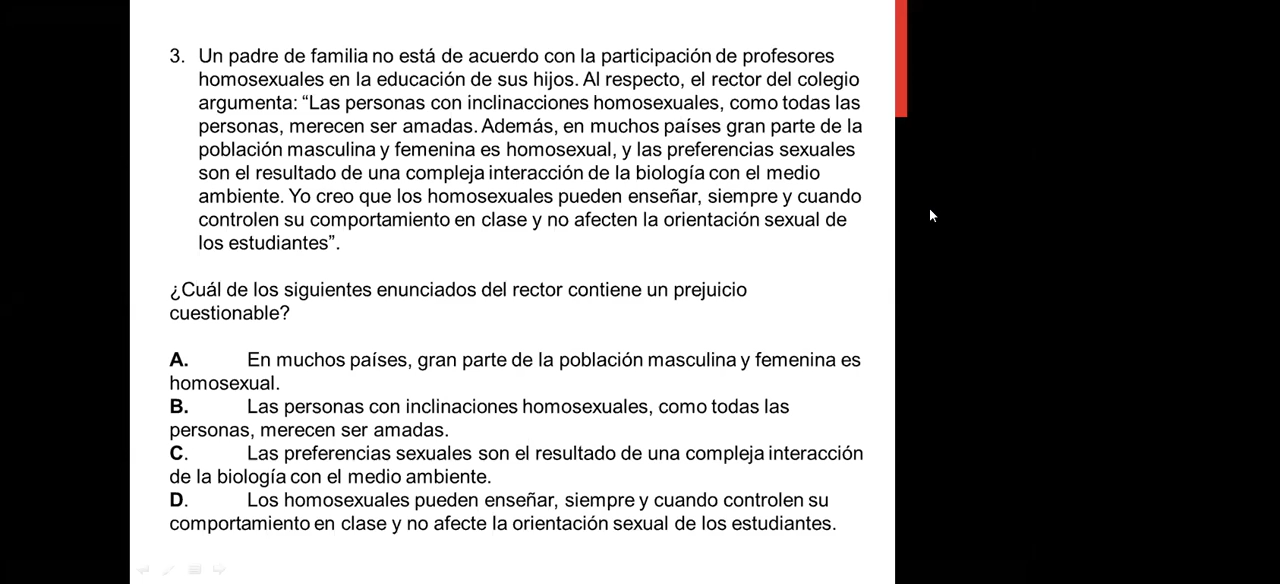 3. Un padre de familia no está de acuerdo con la participación de profesores
homosexuales en la educación de sus hijos. Al respecto, el rector del colegio
argumenta: “Las personas con inclinacciones homosexuales, como todas las
personas, merecen ser amadas. Además, en muchos países gran parte de la
población masculina y femenina es homosexual, y las preferencias sexuales
son el resultado de una compleja interacción de la biología con el medio
ambiente. Yo creo que los homosexuales pueden enseñar, siempre y cuando
controlen su comportamiento en clase y no afecten la orientación sexual de
los estudiantes”.
¿Cuál de los siguientes enunciados del rector contiene un prejuicio
cuestionable?
A. En muchos países, gran parte de la población masculina y femenina es
homosexual.
B. Las personas con inclinaciones homosexuales, como todas las
personas, merecen ser amadas.
C. Las preferencias sexuales son el resultado de una compleja interacción
de la biología con el medio ambiente.
D. Los homosexuales pueden enseñar, siempre y cuando controlen su
comportamiento en clase y no afecte la orientación sexual de los estudiantes.